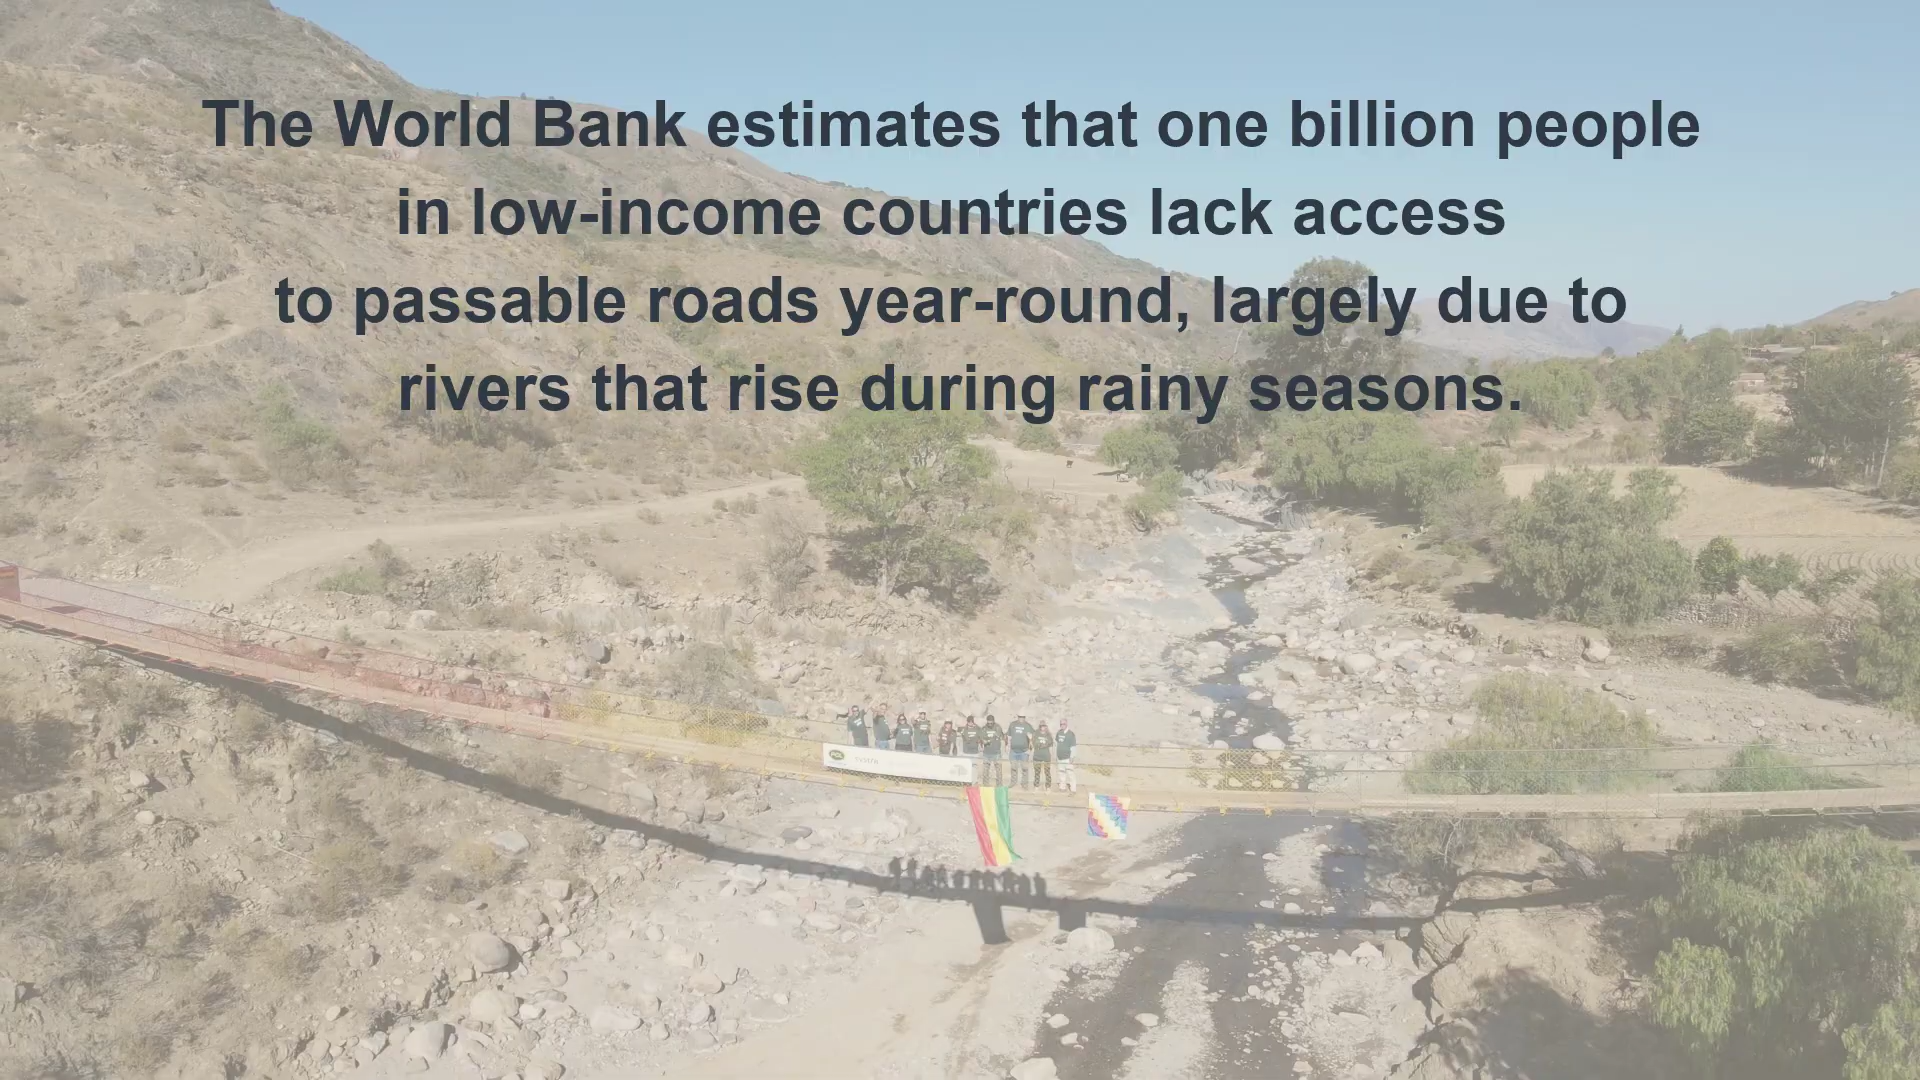 The World Bank estimates that one billion people
in low-income countries lack access
to passable roads year-round, largely due to
rivers that rise during rainy seasons.